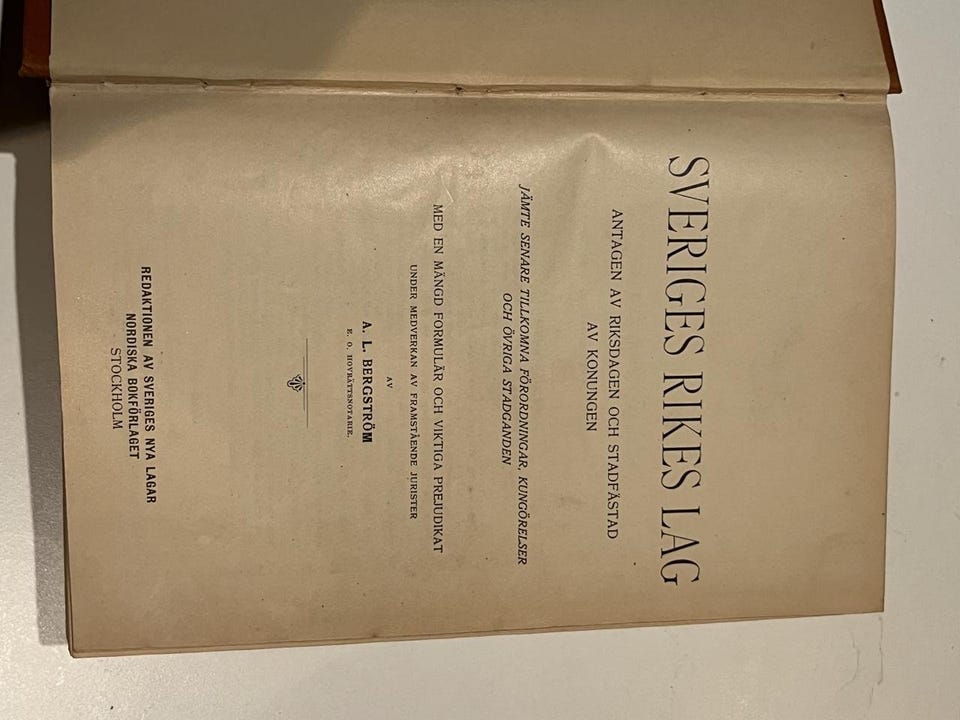 SVERIGES RIKES LAG
ANTAGEN AV RIKSDAGEN OCH STADFÄSTAD
AV KONUNGEN
JÄMTE SENARE TILLKOMNA FÖRORDNINGAR, KUNGÖRELSER
OCH ÖVRIGA STADGANDEN
MED EN MÄNGD FORMULÄR OCH VIKTIGA PREJUDIKAT
UNDER MEDVERKAN AV FRAMSTÅENDE JURISTER
AV
A. L. BERGSTRÖM
E. O. HOVRÄTTSNOTARIE.
REDAKTIONEN AV SVERIGES NYA LAGAR
NORDISKA BOKFÖRLAGET
STOCKHOLM